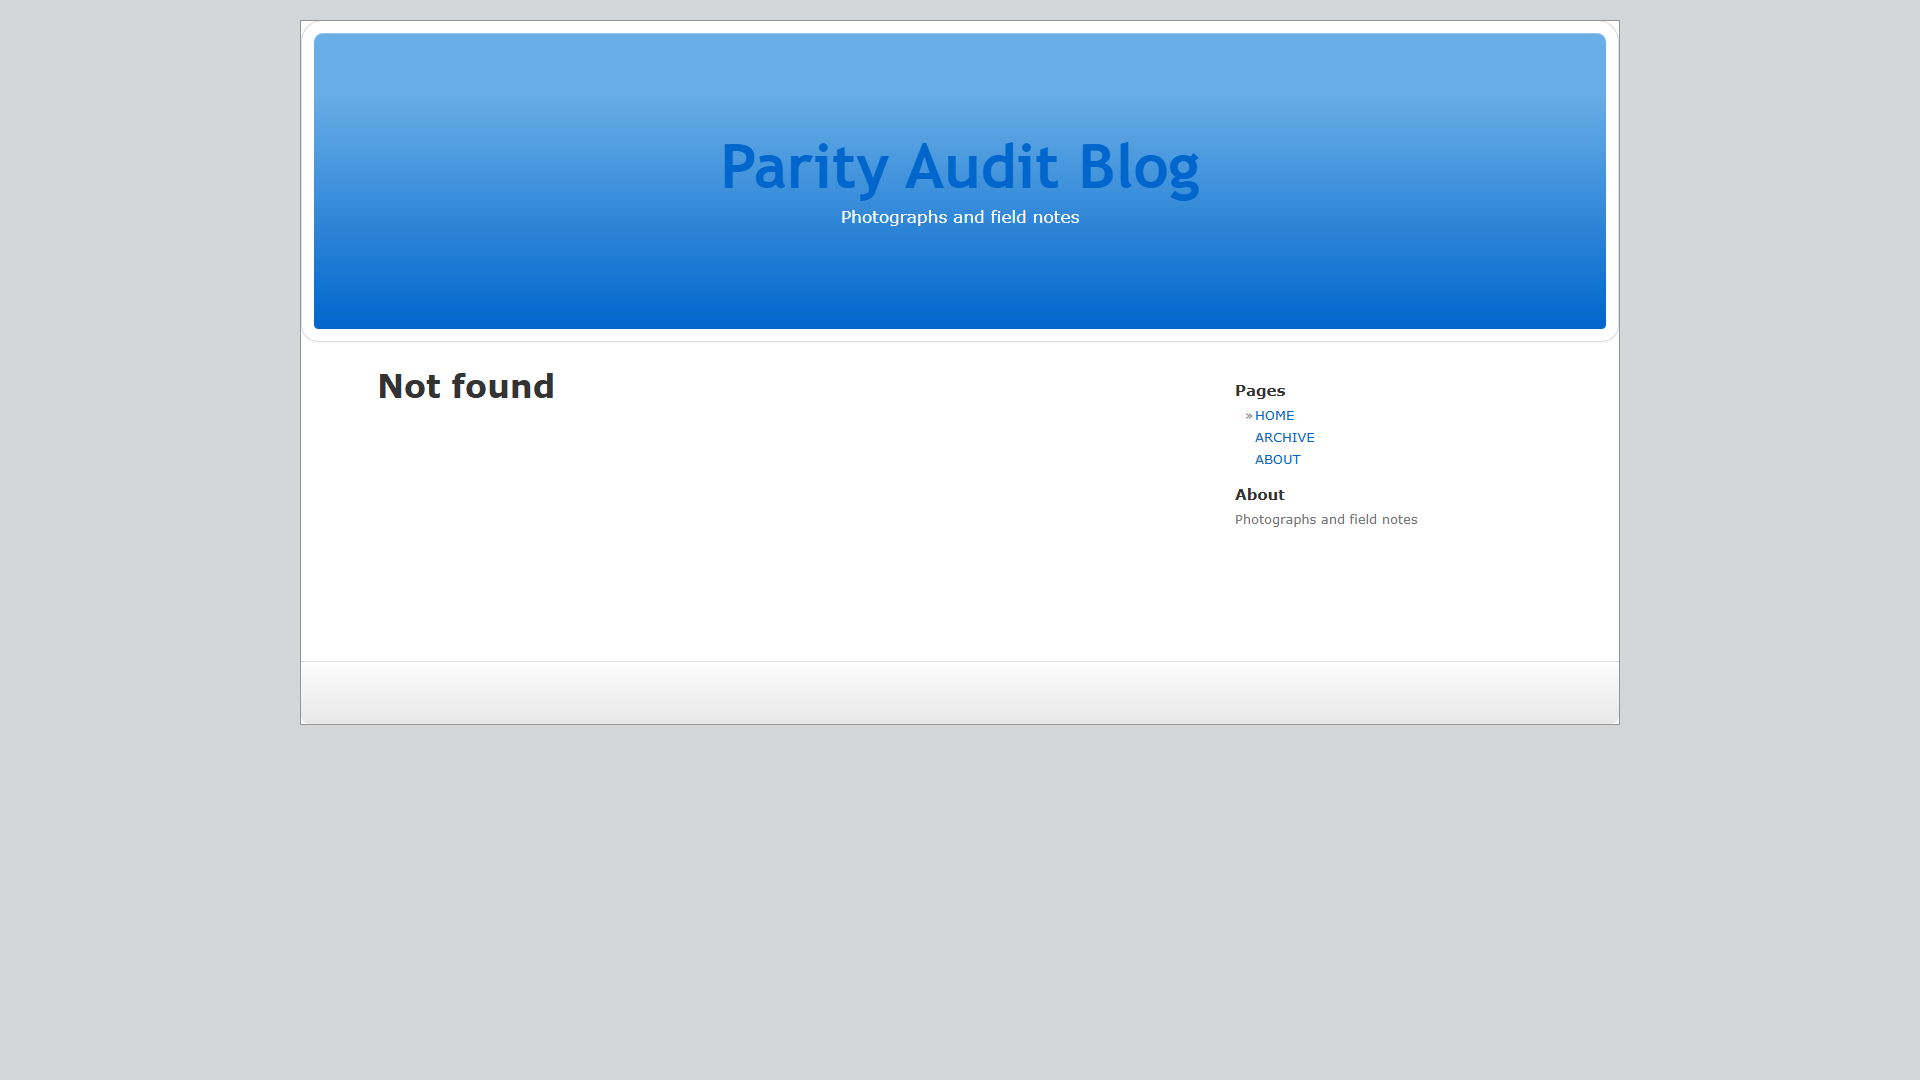 Parity Audit Blog
Photographs and field notes
Not found
Pages
» HOME
ARCHIVE
ABOUT
About
Photographs and field notes